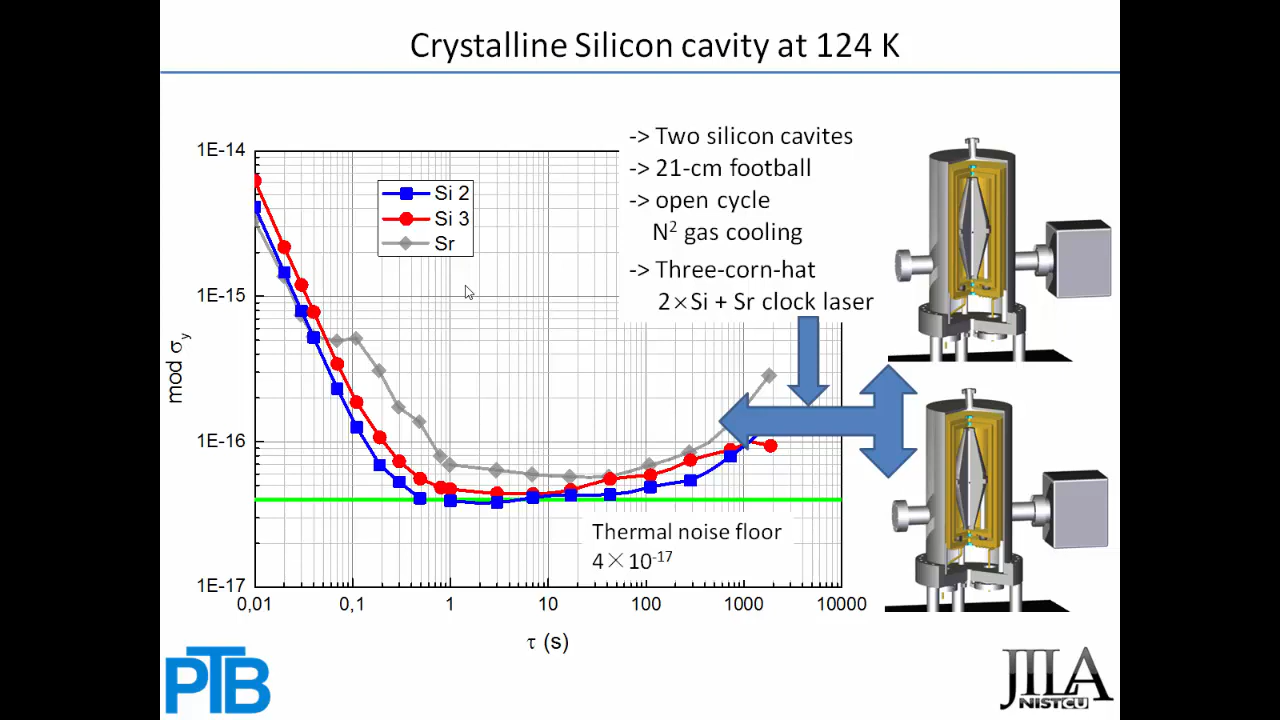 Crystalline Silicon cavity at 124 K
-> Two silicon cavites
-> 21-cm football
-> open cycle
N² gas cooling
-> Three-corn-hat
2×Si + Sr clock laser
1E-14
1E-15
1E-16
1E-17
mod σy
Si 2
Si 3
Sr
Thermal noise floor
4×10⁻¹⁷
0,01
0,1
1
10
100
1000
10000
τ (s)
PTB
JILA
NIST CU